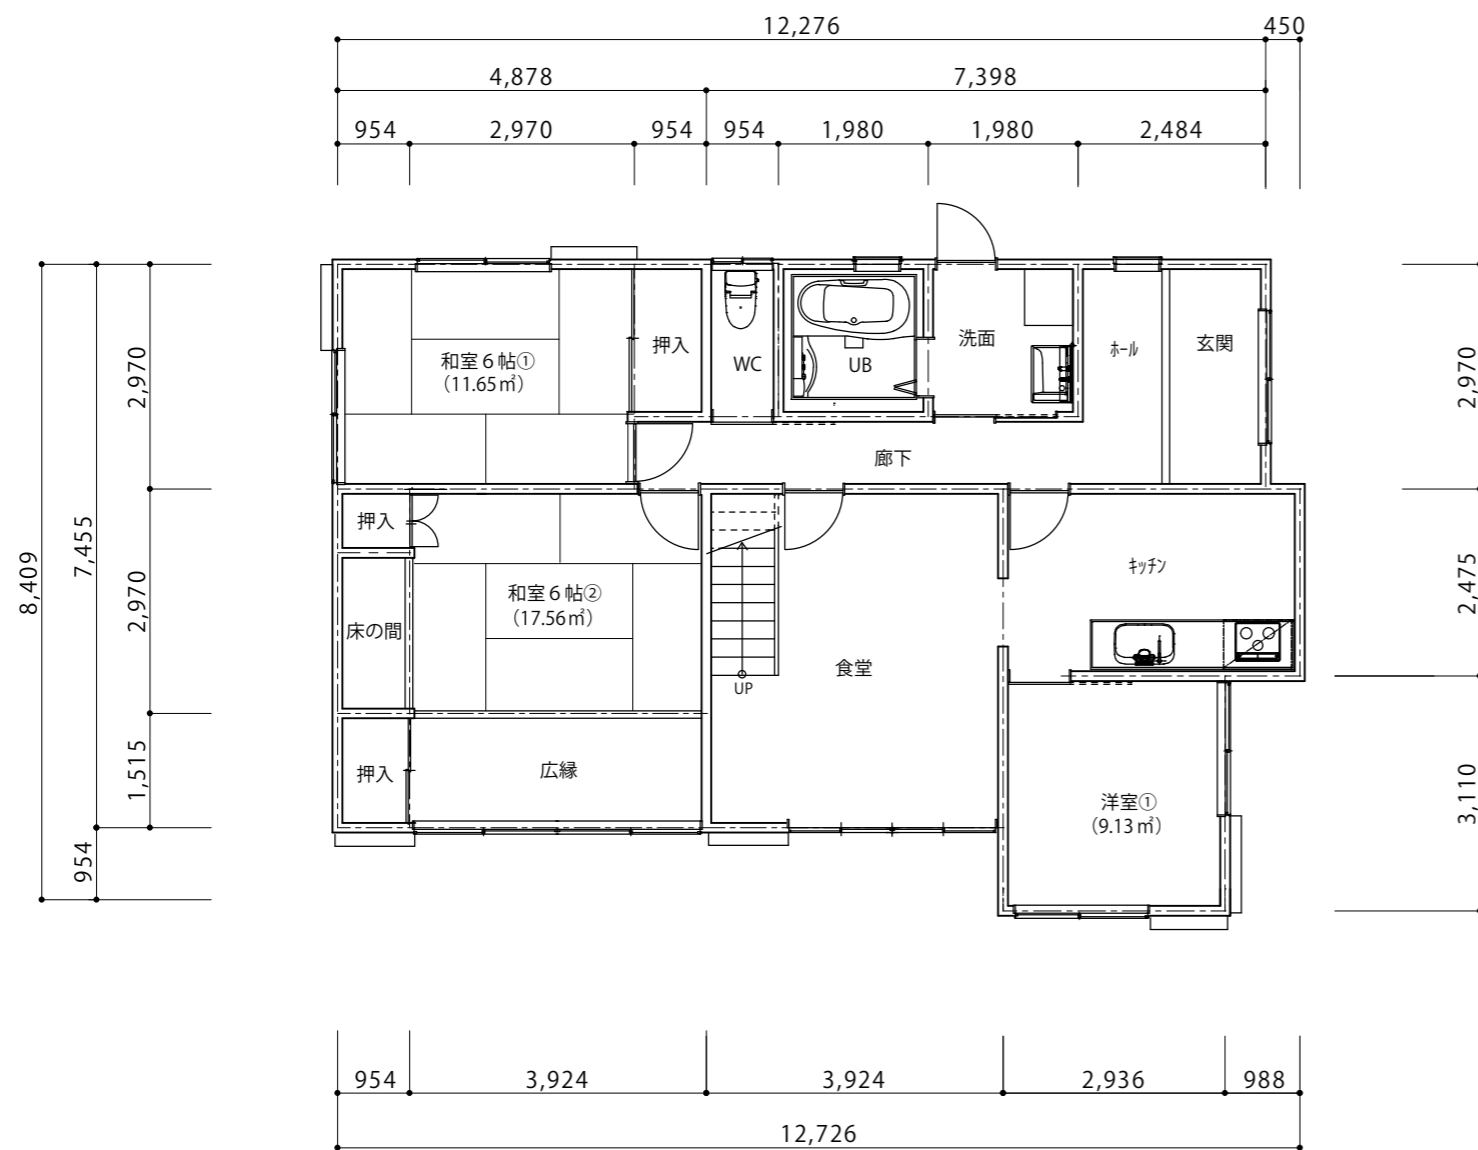 12,276
450
4,878
7,398
954
2,970
954
954
1,980
1,980
2,484
8,409
7,455
2,970
2,970
1,515
954
2,970
2,475
3,110
和室6帖①
(11.65㎡)
押入
WC
UB
洗面
ﾎｰﾙ
玄関
廊下
押入
和室6帖②
(17.56㎡)
床の間
UP
食堂
ｷｯﾁﾝ
押入
広縁
洋室①
(9.13㎡)
954
3,924
3,924
2,936
988
12,726